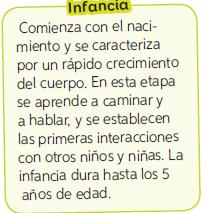 Infancia
Comienza con el naci-
miento y se caracteriza
por un rápido crecimiento
del cuerpo. En esta etapa
se aprende a caminar y
a hablar, y se establecen
las primeras interacciones
con otros niños y niñas. La
infancia dura hasta los 5
años de edad.